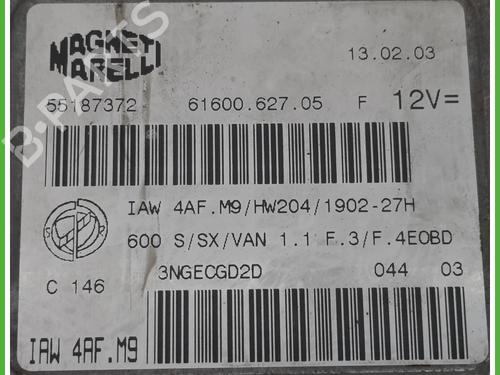 MAGNETI
MARELLI
13.02.03
55187372 61600.627.05 F 12V=
IAW 4AF.M9/HW204/1902-27H
600 S/SX/VAN 1.1 F.3/F.4EOBD
C 146 3NGECGD2D 044 03
IAW 4AF.M9
B-PARTS